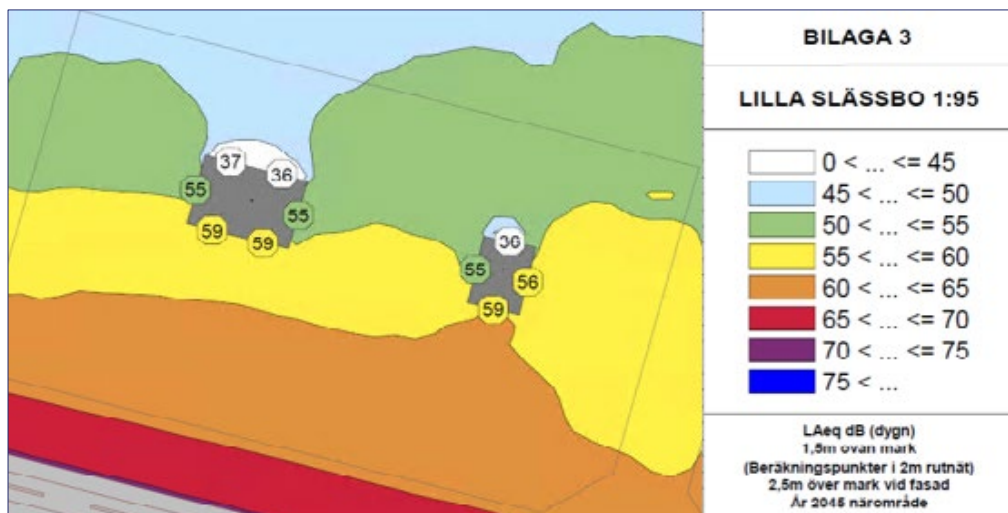 BILAGA 3
LILLA SLÄSSBO 1:95
0 < ... <= 45
45 < ... <= 50
50 < ... <= 55
55 < ... <= 60
60 < ... <= 65
65 < ... <= 70
70 < ... <= 75
75 < ...
LAeq dB (dygn)
1,5m ovan mark
(Beräkningspunkter i 2m rutnät)
2,5m över mark vid fasad
År 2045 närområde
37
36
55
55
59
59
36
55
56
59